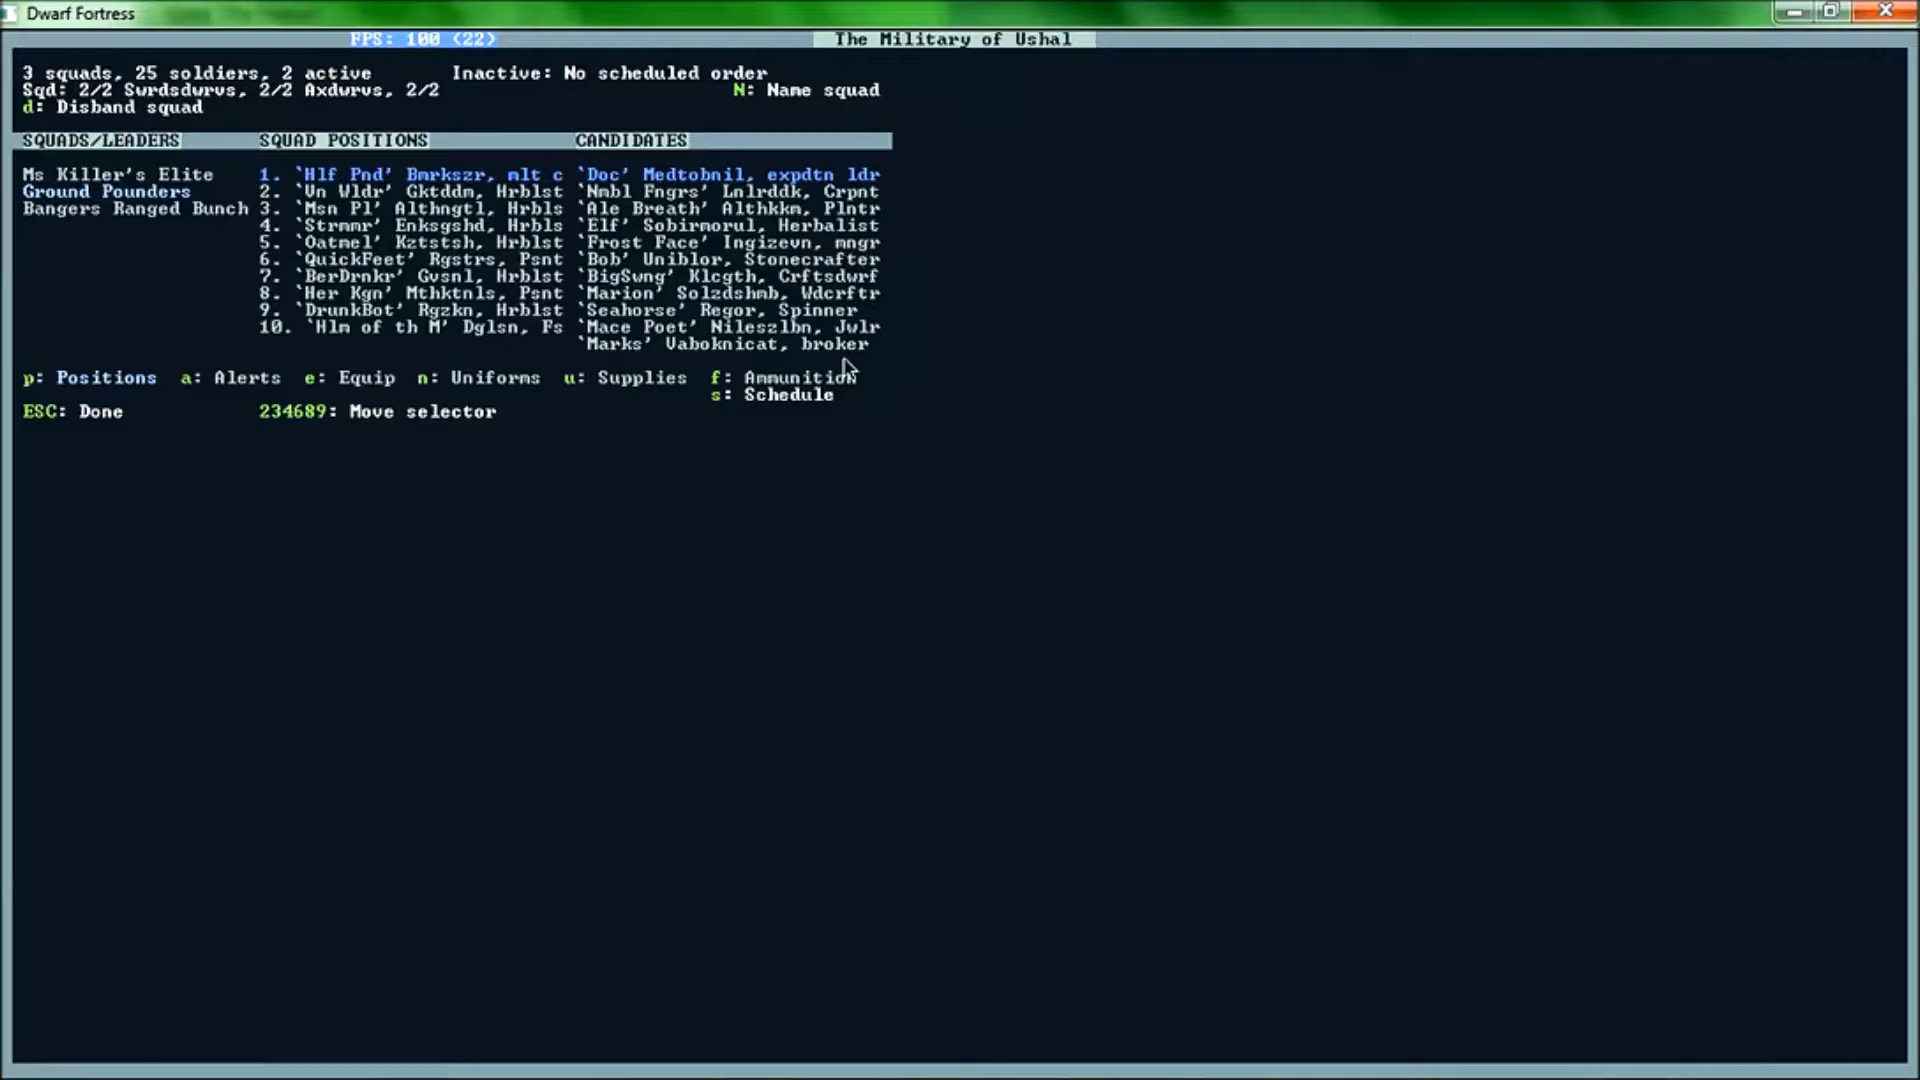 Dwarf Fortress
FPS: 100 (22) The Military of Ushal
3 squads, 25 soldiers, 2 active Inactive: No scheduled order
Sqd: 2/2 Swrdsdwrvs, 2/2 Axdwrvs, 2/2 N: Name squad
d: Disband squad
SQUADS/LEADERS SQUAD POSITIONS CANDIDATES
Ms Killer's Elite 1. `Hlf Pnd' Bmrkszr, mlt c `Doc' Medtobnil, expdtn ldr
Ground Pounders 2. `Vn Wldr' Gktddm, Hrblst `Nmbl Fngrs' Lnlrddk, Crpnt
Bangers Ranged Bunch 3. `Msn Pl' Althngtl, Hrbls `Ale Breath' Althkkm, Plntr
4. `Strmmr' Enksgshd, Hrbls `Elf' Sobirmorul, Herbalist
5. `Oatmel' Kztstsh, Hrblst `Frost Face' Ingizevn, mngr
6. `QuickFeet' Rgstrs, Psnt `Bob' Uniblor, Stonecrafter
7. `BerDrnkr' Gvsnl, Hrblst `BigSwng' Klcgth, Crftsdwrf
8. `Her Kgn' Mthktnls, Psnt `Marion' Solzdshmb, Wdcrftr
9. `DrunkBot' Rgzkn, Hrblst `Seahorse' Regor, Spinner
10. `Hlm of th M' Dglsn, Fs `Mace Poet' Nileszlbn, Jwlr
`Marks' Vaboknicat, broker
p: Positions a: Alerts e: Equip n: Uniforms u: Supplies f: Ammunition
s: Schedule
ESC: Done 234689: Move selector